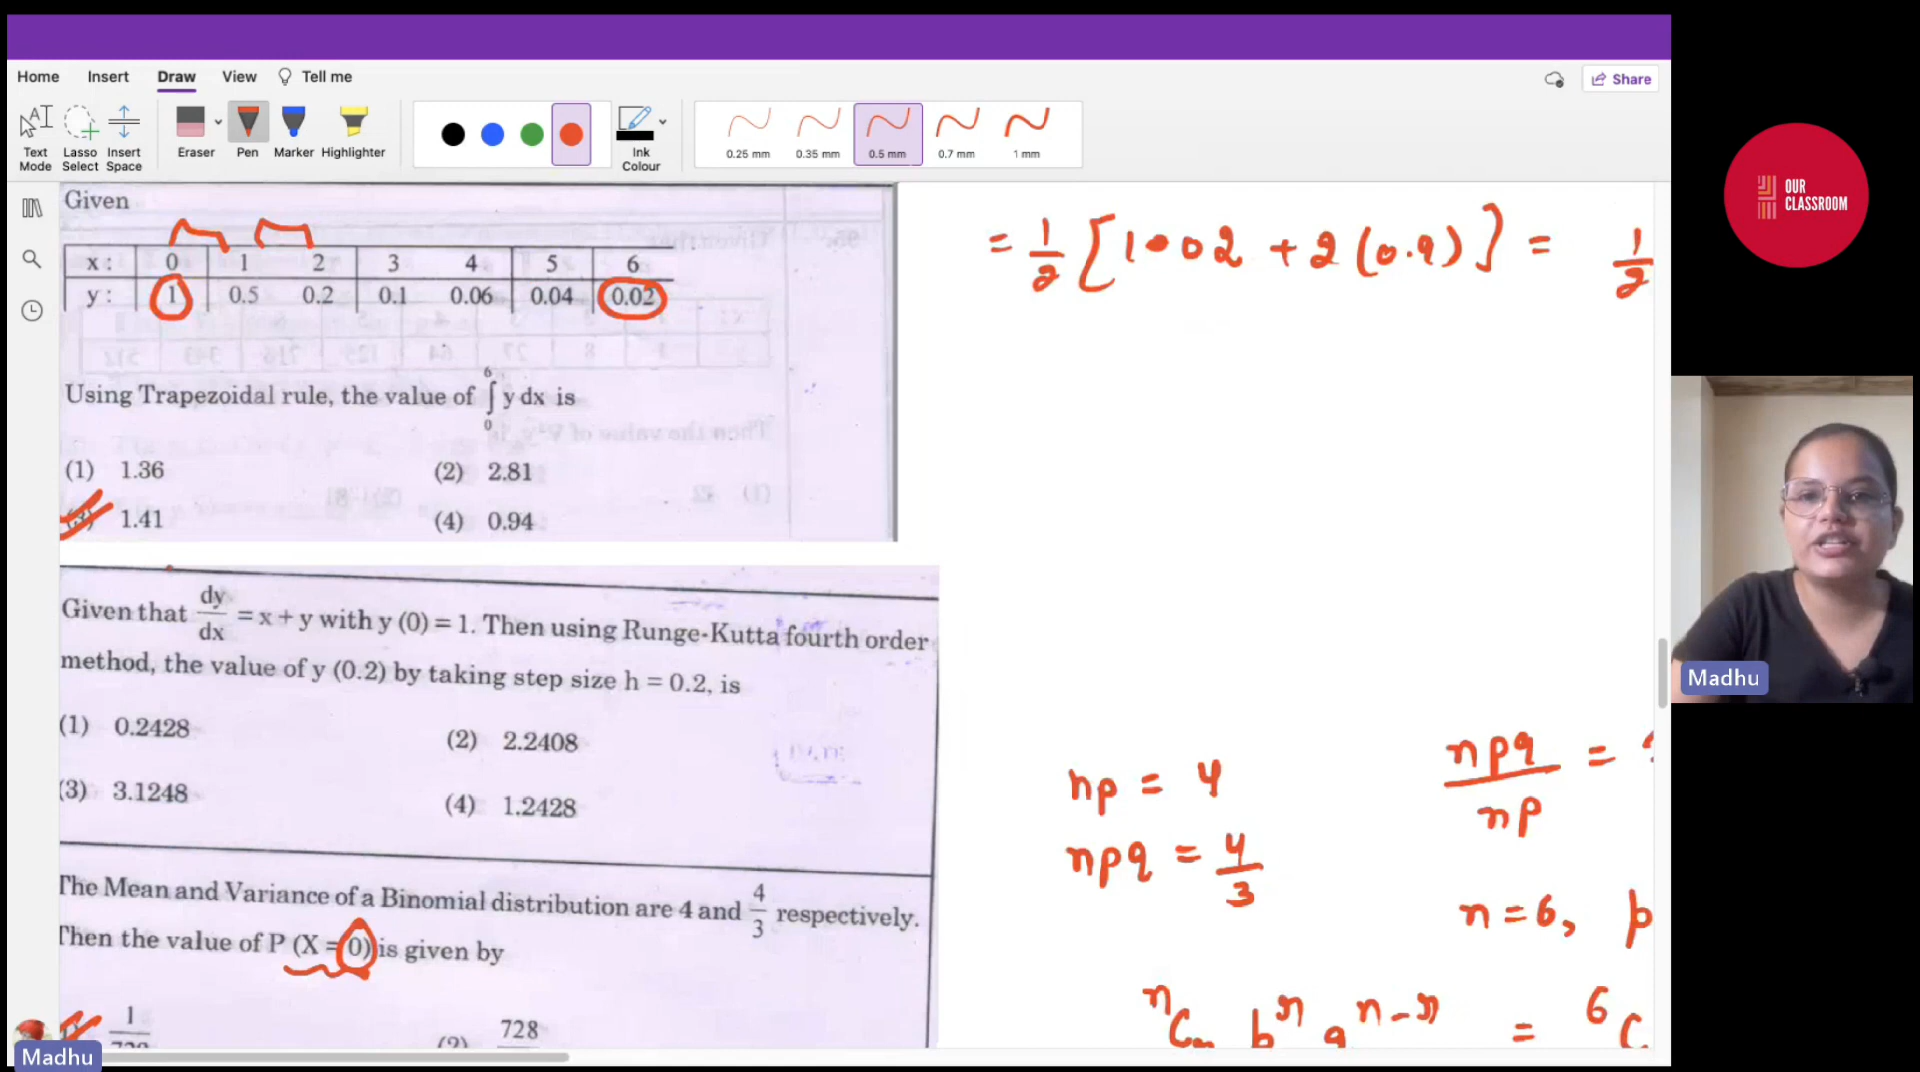 Home Insert Draw View Tell me
Share
Text Mode
Lasso Select
Insert Space
Eraser
Pen
Marker
Highlighter
Ink Colour
0.25 mm
0.35 mm
0.5 mm
0.7 mm
1 mm
OUR CLASSROOM
Given
x : 0 1 2 3 4 5 6
y : 1 0.5 0.2 0.1 0.06 0.04 0.02
Using Trapezoidal rule, the value of ∫₀⁶ y dx is
(1) 1.36
(2) 2.81
(3) 1.41
(4) 0.94
= 1/2 [1.02 + 2 (0.9)] = 1/2
Given that dy/dx = x + y with y (0) = 1. Then using Runge-Kutta fourth order
method, the value of y (0.2) by taking step size h = 0.2, is
(1) 0.2428
(2) 2.2408
(3) 3.1248
(4) 1.2428
np = 4
npq = 4/3
npq/np =
n = 6, p
The Mean and Variance of a Binomial distribution are 4 and 4/3 respectively.
Then the value of P (X = 0) is given by
1
(2) 728
= 6C
Madhu
Madhu